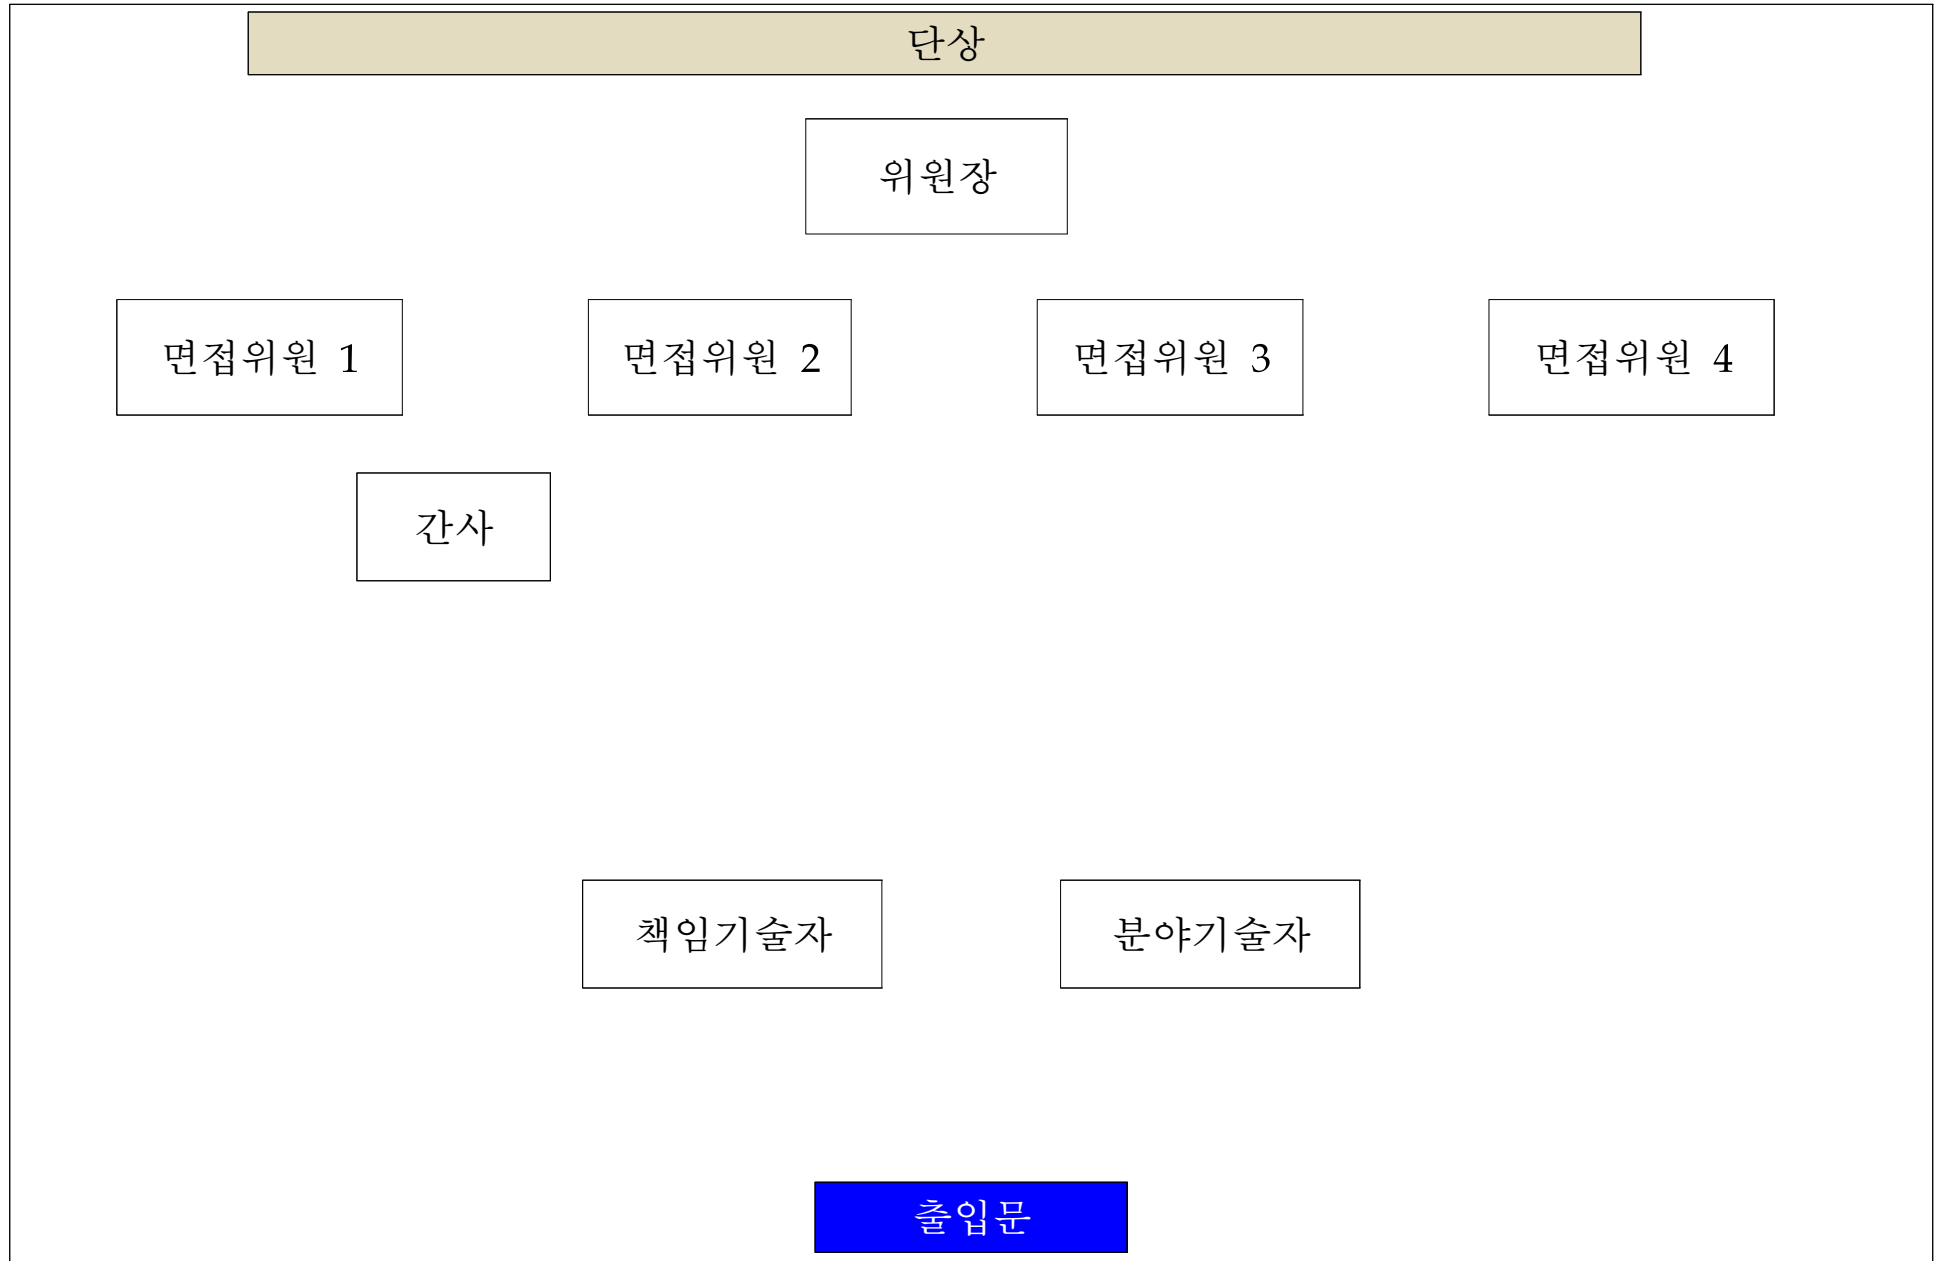 단상
위원장
면접위원 1
면접위원 2
면접위원 3
면접위원 4
간사
책임기술자
분야기술자
출입문